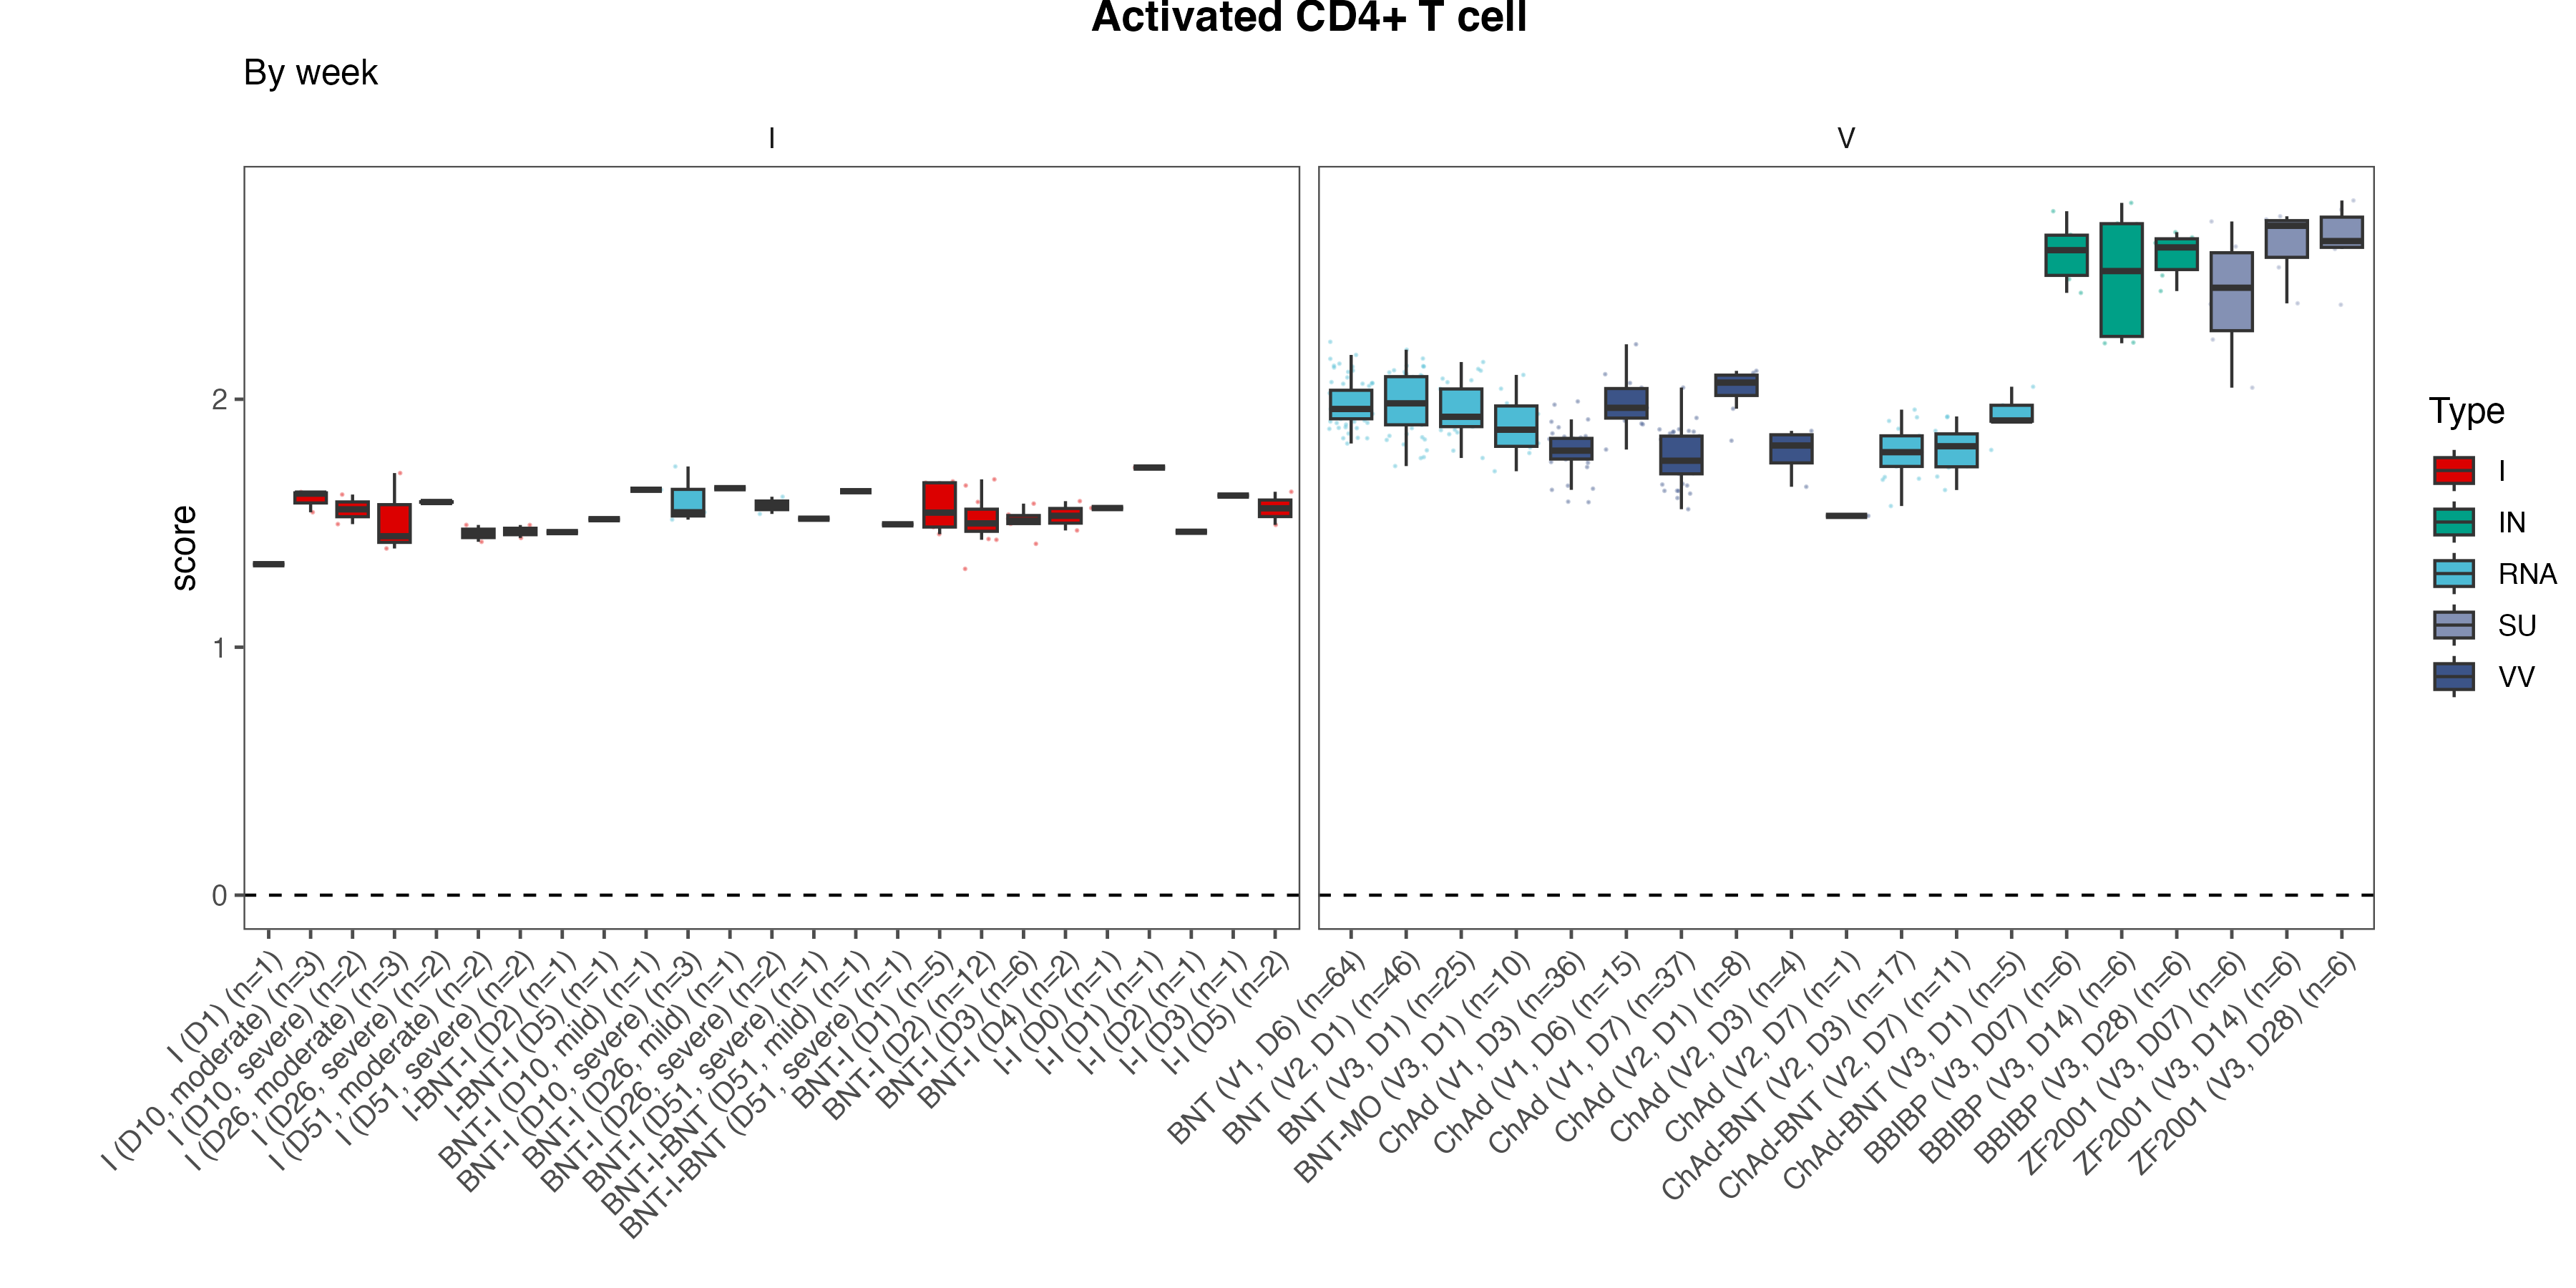 Activated CD4+ T cell
By week
I
V
score
2
1
0
I (D1) (n=1)
I (D10, moderate) (n=3)
I (D10, severe) (n=2)
I (D26, moderate) (n=3)
I (D26, severe) (n=2)
I (D51, moderate) (n=2)
I (D51, severe) (n=2)
I-BNT-I (D2) (n=1)
I-BNT-I (D5) (n=1)
BNT-I (D10, mild) (n=1)
BNT-I (D10, severe) (n=3)
BNT-I (D26, mild) (n=1)
BNT-I (D26, severe) (n=2)
BNT-I (D51, severe) (n=1)
BNT-I-BNT (D51, mild) (n=1)
BNT-I-BNT (D51, severe) (n=1)
BNT-I (D1) (n=5)
BNT-I (D2) (n=12)
BNT-I (D3) (n=6)
BNT-I (D4) (n=2)
I-I (D0) (n=1)
I-I (D1) (n=1)
I-I (D2) (n=1)
I-I (D3) (n=1)
I-I (D5) (n=2)
BNT (V1, D6) (n=64)
BNT (V2, D1) (n=46)
BNT (V3, D1) (n=25)
BNT-MO (V3, D1) (n=10)
ChAd (V1, D3) (n=36)
ChAd (V1, D6) (n=15)
ChAd (V1, D7) (n=37)
ChAd (V2, D1) (n=8)
ChAd (V2, D3) (n=4)
ChAd (V2, D7) (n=1)
ChAd-BNT (V2, D3) (n=17)
ChAd-BNT (V2, D7) (n=11)
ChAd-BNT (V3, D1) (n=5)
BBIBP (V3, D07) (n=6)
BBIBP (V3, D14) (n=6)
BBIBP (V3, D28) (n=6)
ZF2001 (V3, D07) (n=6)
ZF2001 (V3, D14) (n=6)
ZF2001 (V3, D28) (n=6)
Type
I
IN
RNA
SU
VV